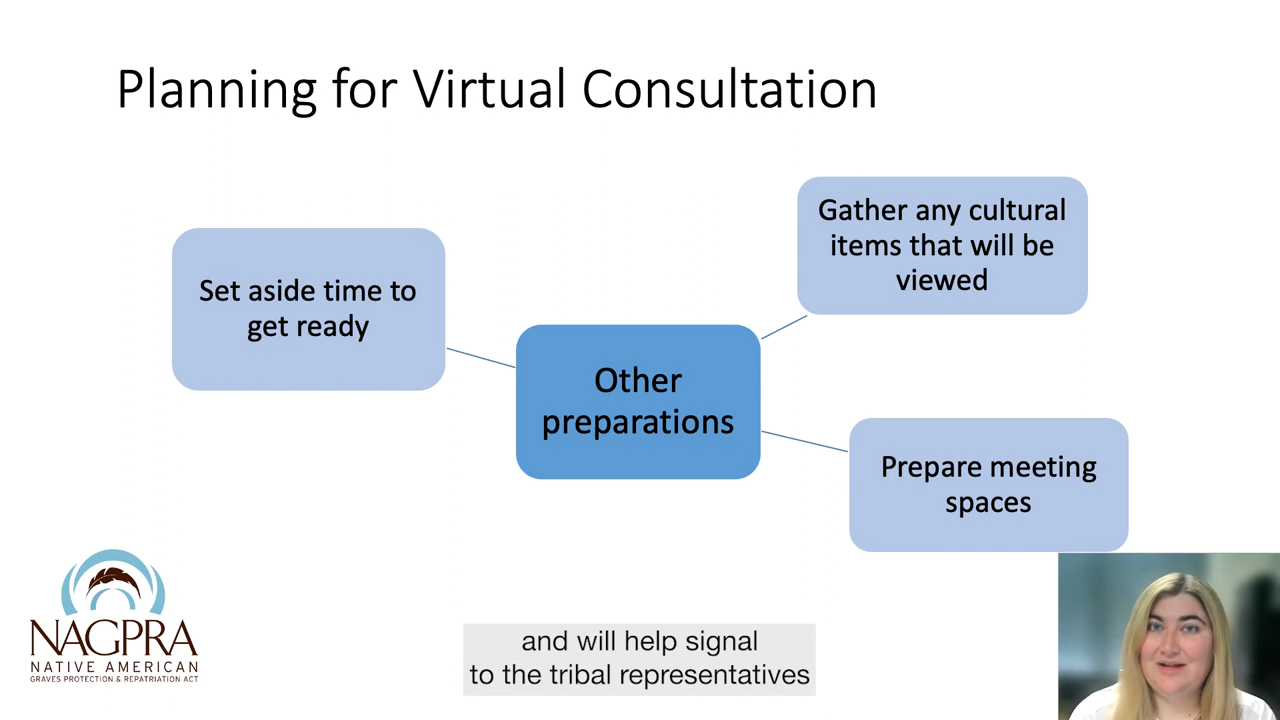 Planning for Virtual Consultation
Set aside time to
get ready
Gather any cultural
items that will be
viewed
Other
preparations
Prepare meeting
spaces
NAGPRA
NATIVE AMERICAN
GRAVES PROTECTION & REPATRIATION ACT
and will help signal
to the tribal representatives